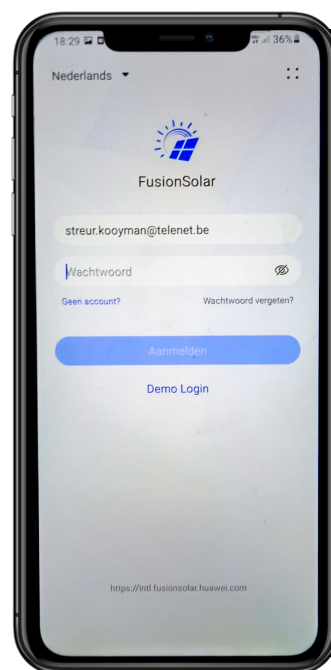 18:29
36%
Nederlands
FusionSolar
streur.kooyman@telenet.be
Wachtwoord
Geen account? Wachtwoord vergeten?
Aanmelden
Demo Login
https://intl.fusionsolar.huawei.com